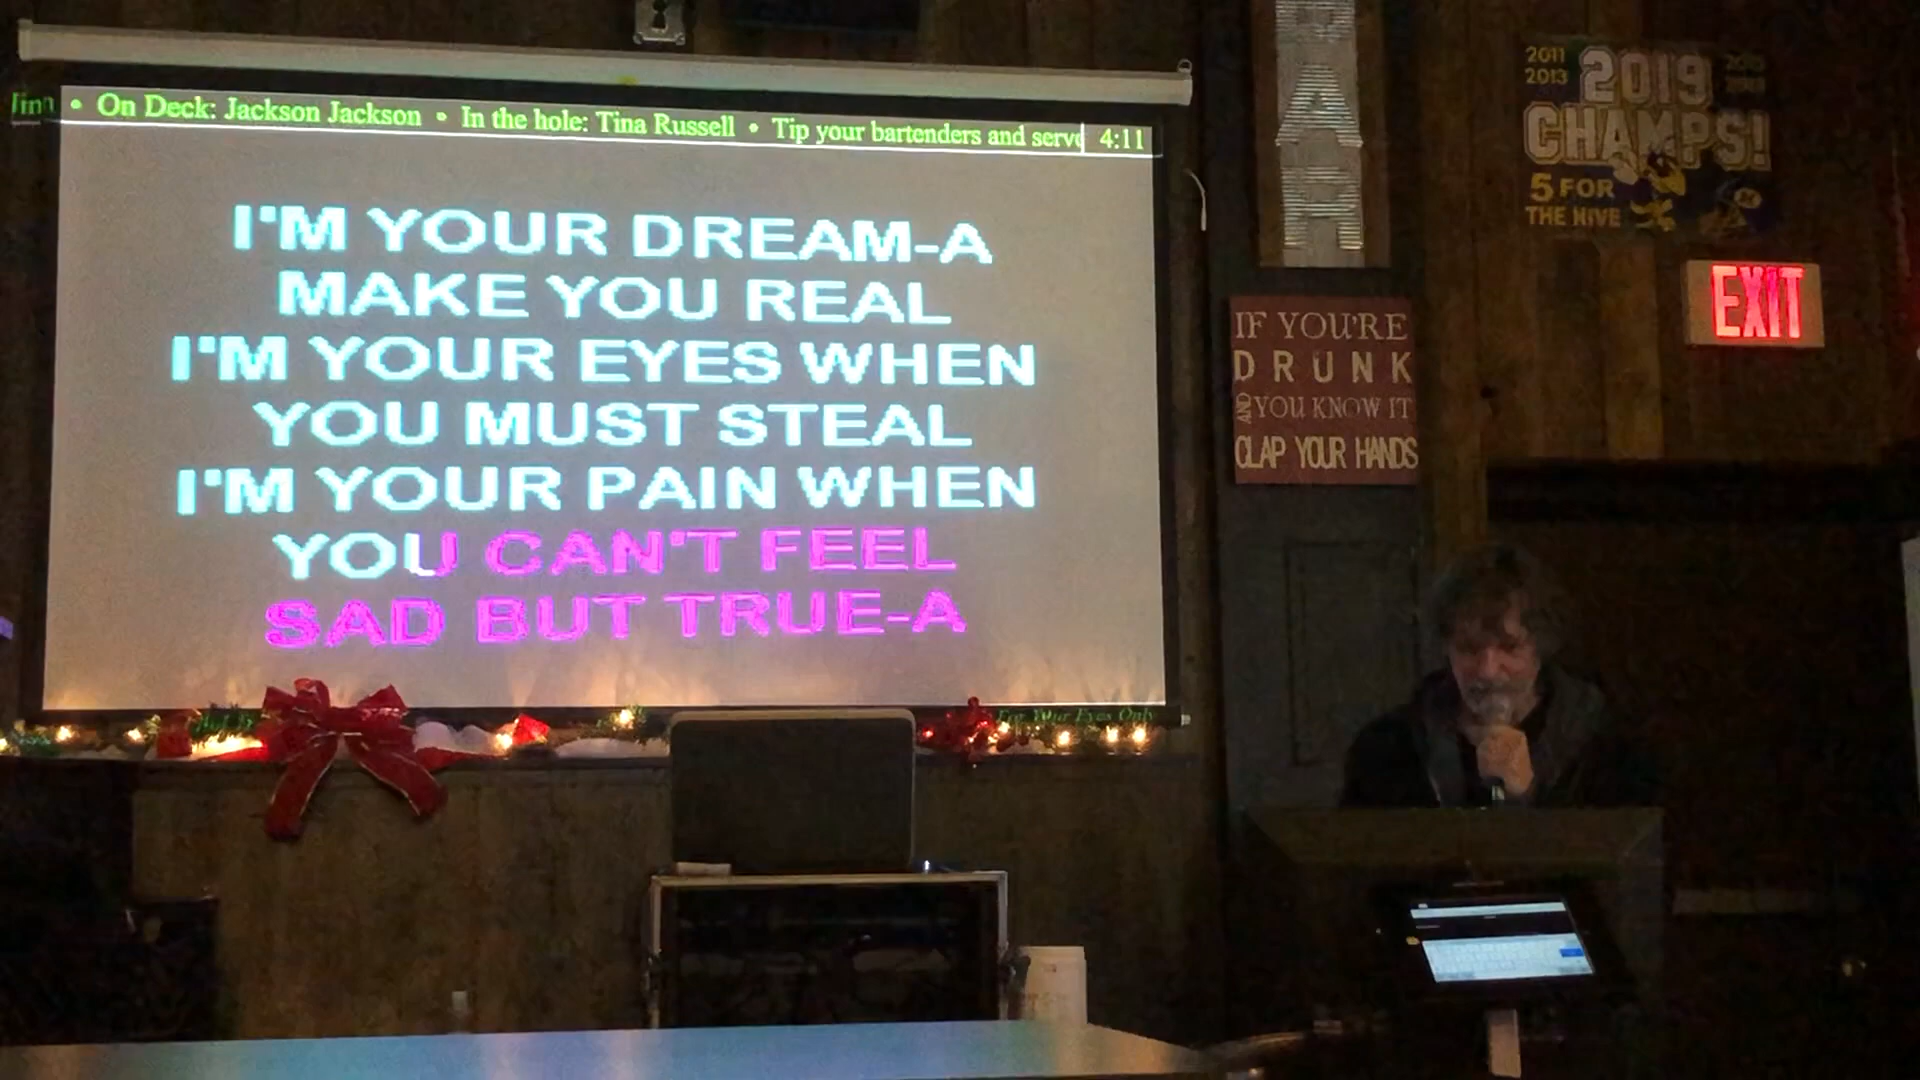 • On Deck: Jackson Jackson • In the hole: Tina Russell • Tip your bartenders and serve 4:11
I'M YOUR DREAM-A
MAKE YOU REAL
I'M YOUR EYES WHEN
YOU MUST STEAL
I'M YOUR PAIN WHEN
YOU CAN'T FEEL
SAD BUT TRUE-A
For Your Eyes Only
IF YOU'RE
DRUNK
AND YOU KNOW IT
CLAP YOUR HANDS
2011
2013
2019
CHAMPS!
5 FOR
THE HIVE
EXIT